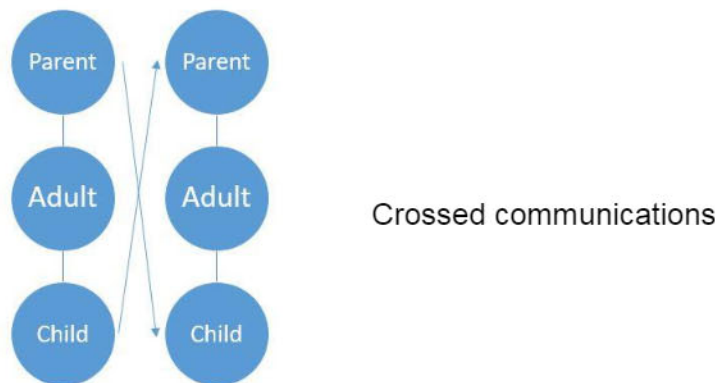 Parent Parent
Adult Adult
Crossed communications
Child Child